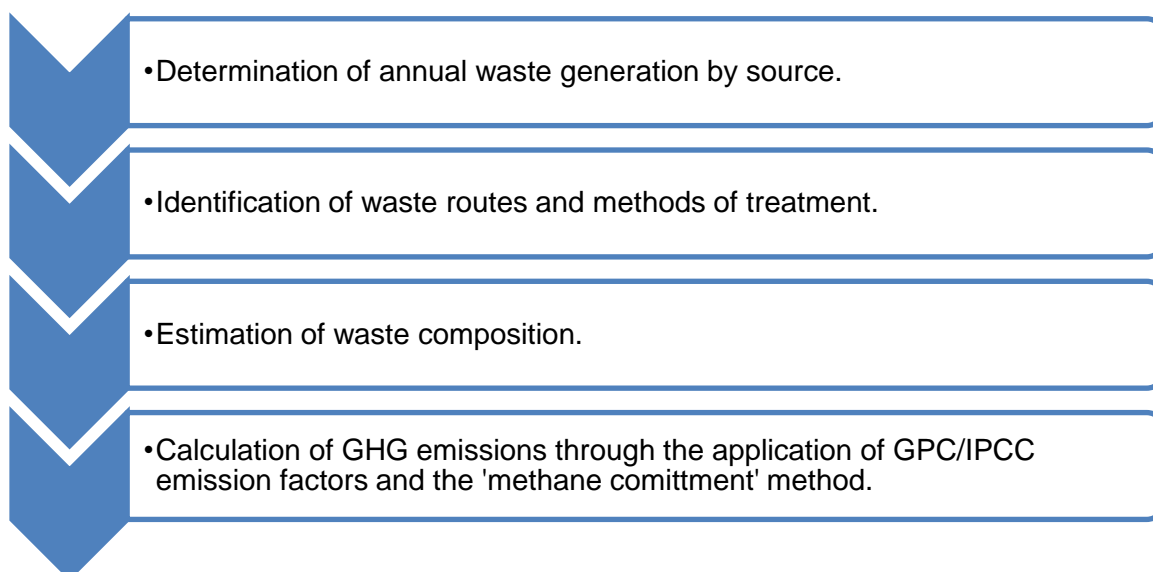 •Determination of annual waste generation by source.
•Identification of waste routes and methods of treatment.
•Estimation of waste composition.
•Calculation of GHG emissions through the application of GPC/IPCC
emission factors and the 'methane comittment' method.